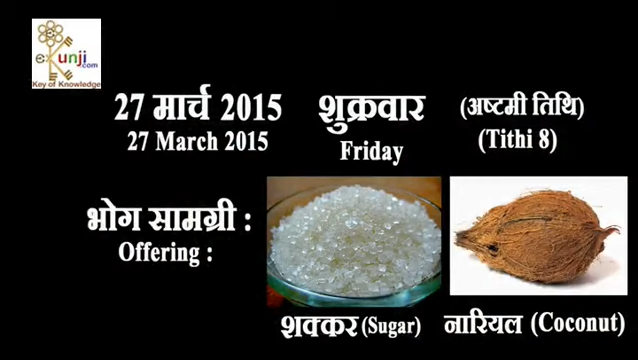 eKunji.com
Key of Knowledge
27 मार्च 2015 शुक्रवार (अष्टमी तिथि)
27 March 2015 Friday (Tithi 8)
भोग सामग्री :
Offering :
शक्कर (Sugar) नारियल (Coconut)